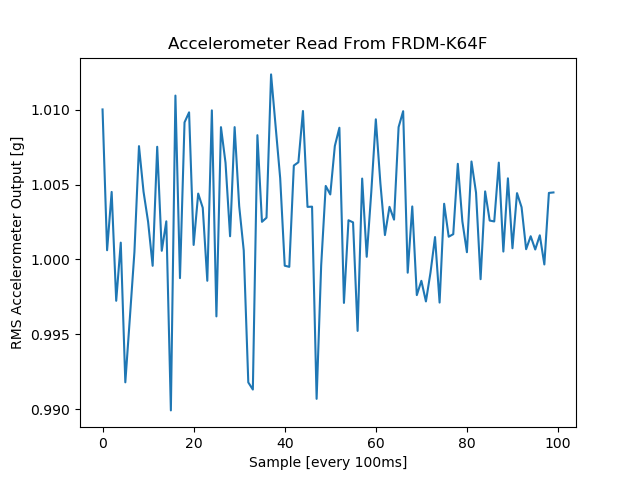 Accelerometer Read From FRDM-K64F
RMS Accelerometer Output [g]
1.010
1.005
1.000
0.995
0.990
0 20 40 60 80 100
Sample [every 100ms]